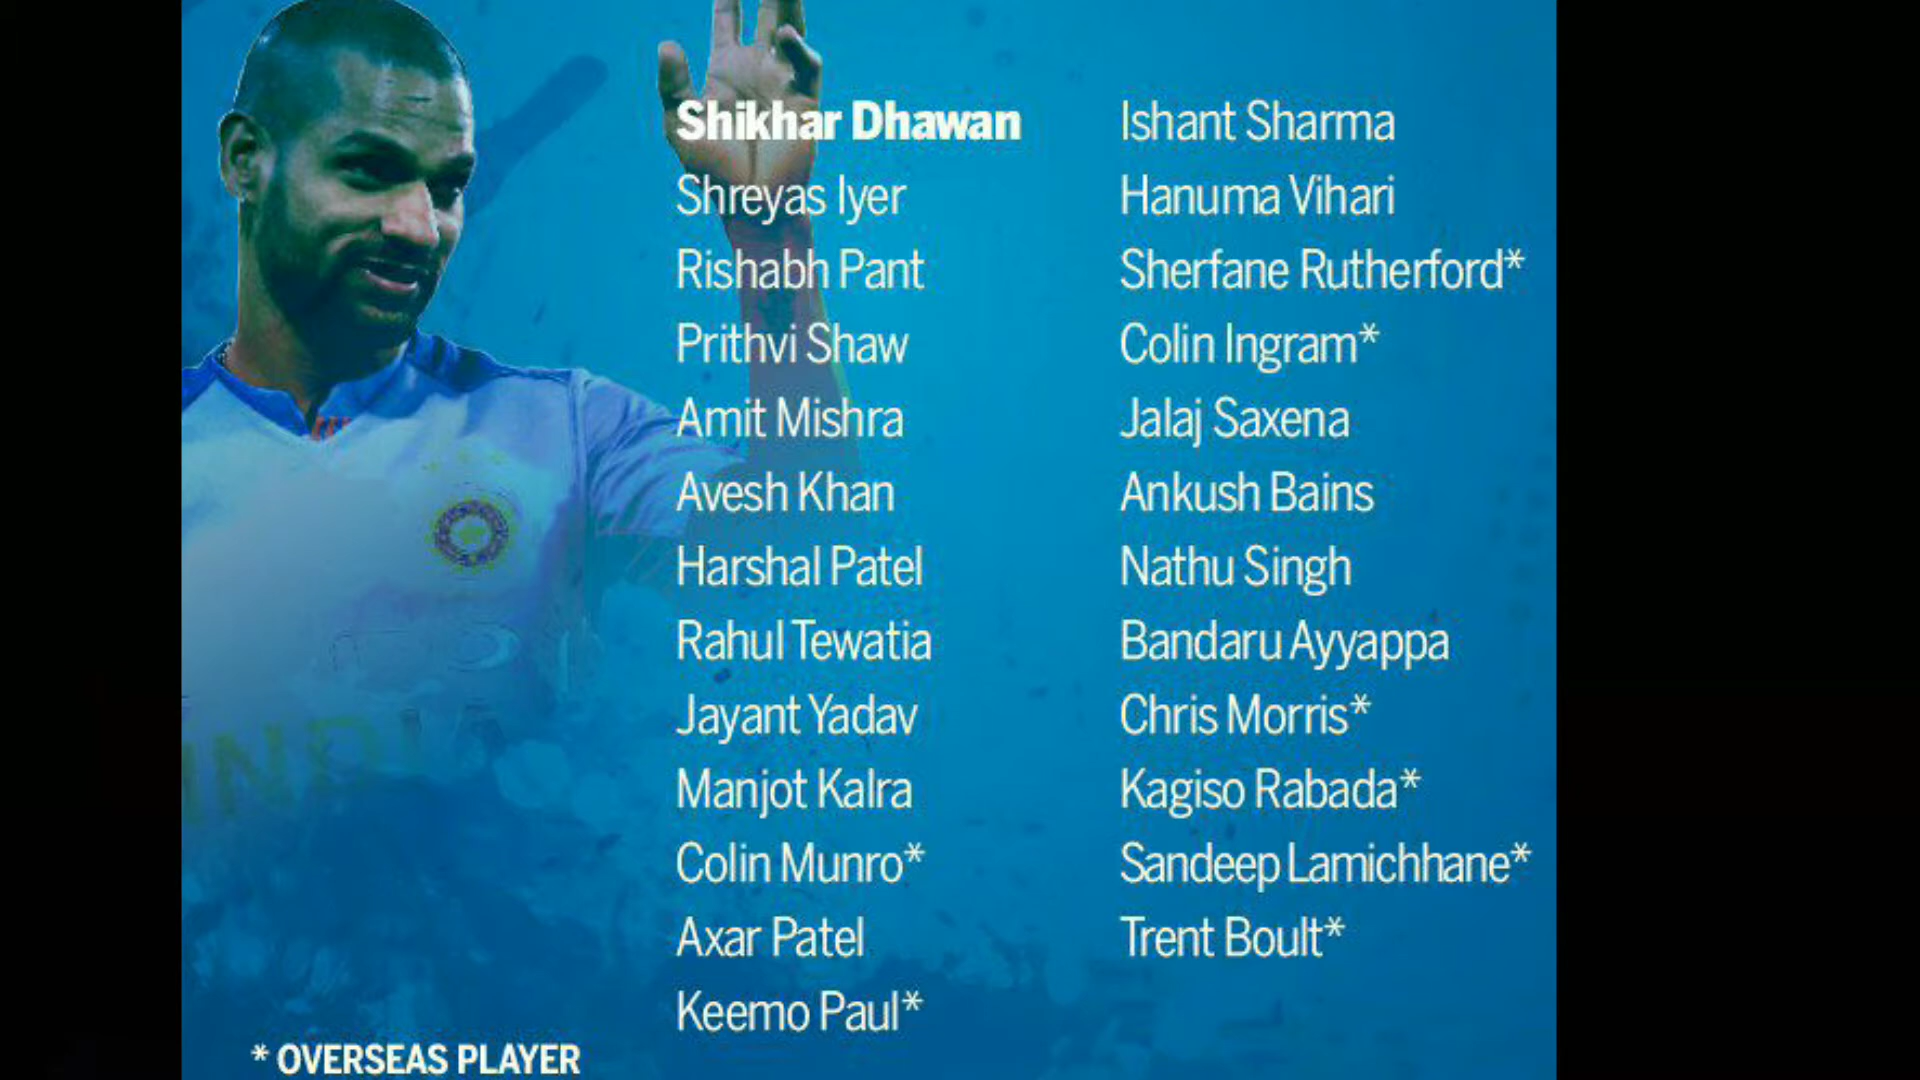 Shikhar Dhawan
Shreyas Iyer
Rishabh Pant
Prithvi Shaw
Amit Mishra
Avesh Khan
Harshal Patel
Rahul Tewatia
Jayant Yadav
Manjot Kalra
Colin Munro*
Axar Patel
Keemo Paul*
Ishant Sharma
Hanuma Vihari
Sherfane Rutherford*
Colin Ingram*
Jalaj Saxena
Ankush Bains
Nathu Singh
Bandaru Ayyappa
Chris Morris*
Kagiso Rabada*
Sandeep Lamichhane*
Trent Boult*
* OVERSEAS PLAYER